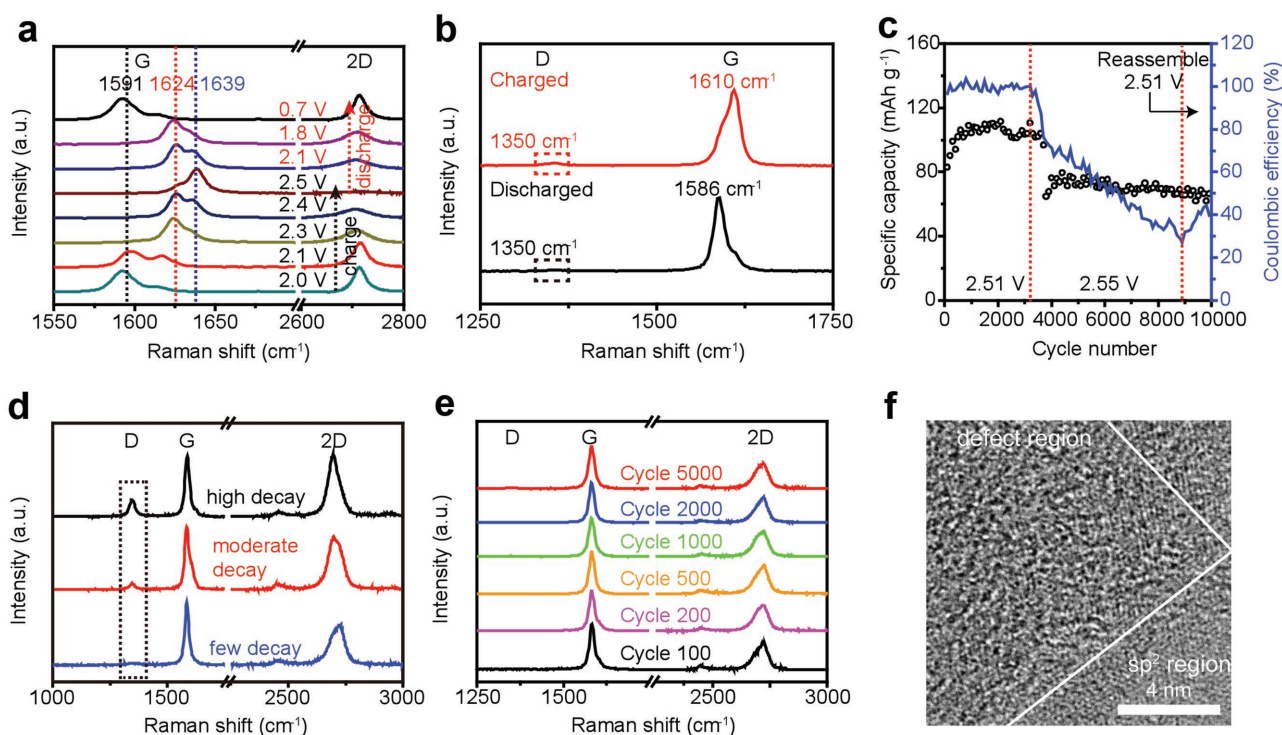 a
G
2D
1591
1624
1639
0.7 V
1.8 V
2.1 V
2.5 V
2.4 V
2.3 V
2.1 V
2.0 V
discharge
charge
Intensity (a.u.)
1550
1600
1650
2600
2800
Raman shift (cm⁻¹)
b
D
G
Charged
1610 cm⁻¹
1350 cm⁻¹
Discharged
1586 cm⁻¹
1350 cm⁻¹
Intensity (a.u.)
1250
1500
1750
Raman shift (cm⁻¹)
c
Specific capacity (mAh g⁻¹)
160
120
80
40
0
Reassemble
2.51 V
2.51 V
2.55 V
120
100
80
60
40
20
0
Coulombic efficiency (%)
0
2000
4000
6000
8000
10000
Cycle number
d
D
G
2D
high decay
moderate
decay
few decay
Intensity (a.u.)
1000
1500
2500
3000
Raman shift (cm⁻¹)
e
D
G
2D
Cycle 5000
Cycle 2000
Cycle 1000
Cycle 500
Cycle 200
Cycle 100
Intensity (a.u.)
1250
1500
2500
2750
3000
Raman shift (cm⁻¹)
f
defect region
sp² region
4 nm